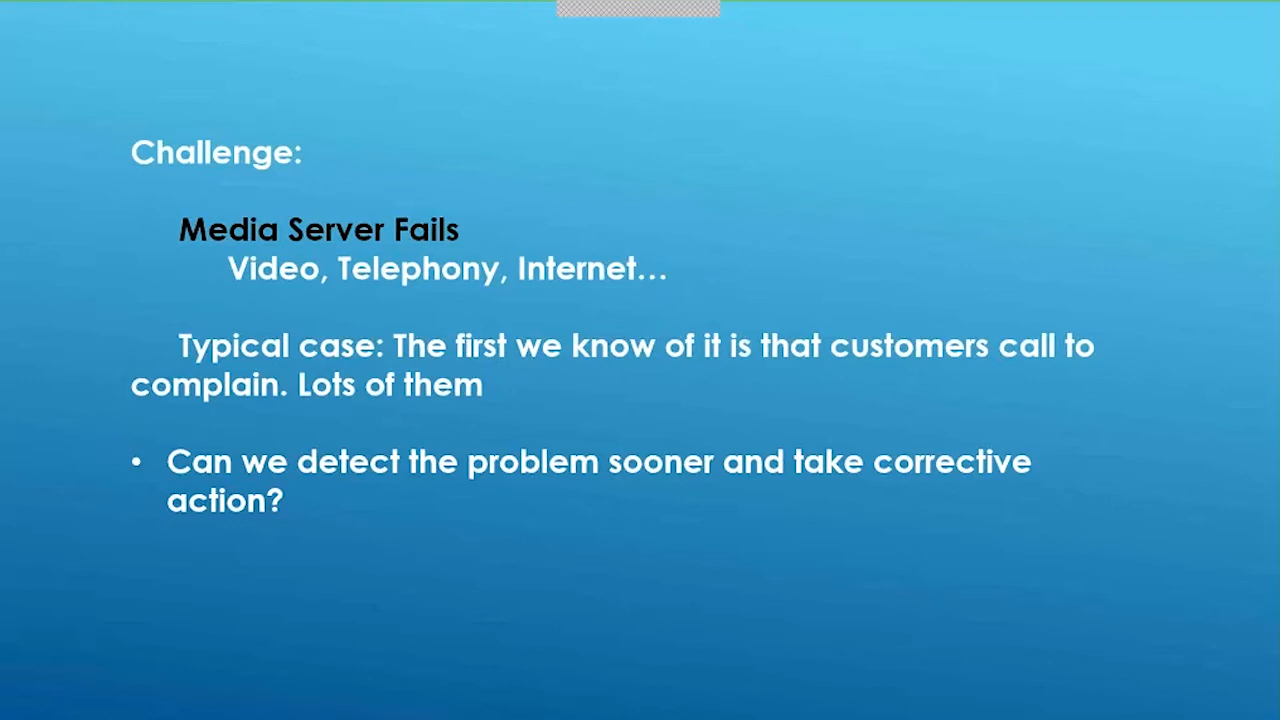 Challenge:
Media Server Fails
Video, Telephony, Internet...
Typical case: The first we know of it is that customers call to
complain. Lots of them
• Can we detect the problem sooner and take corrective
action?